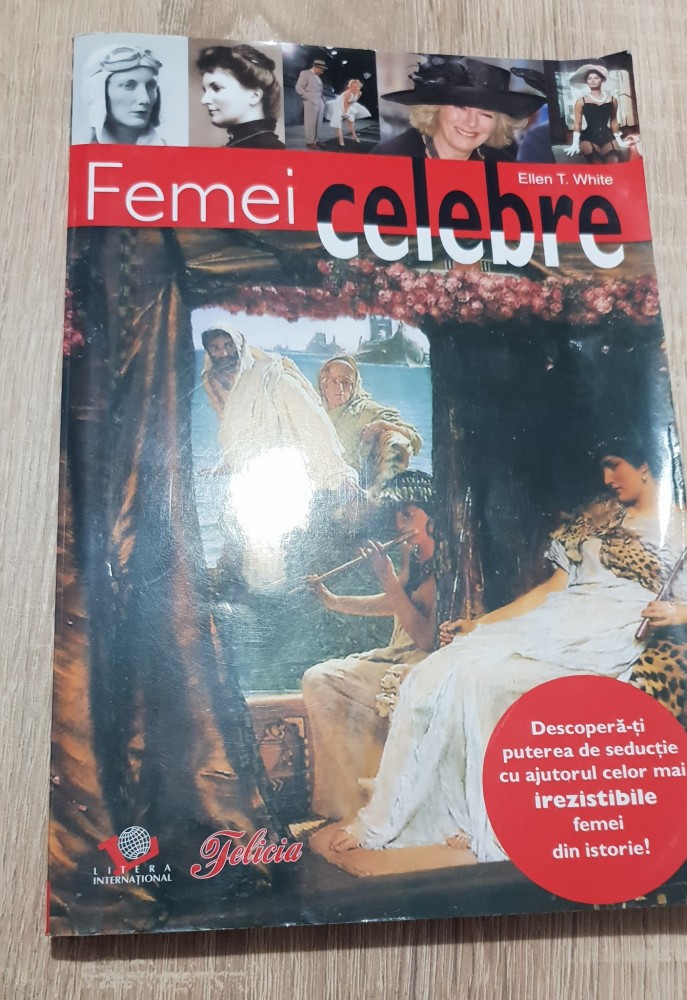 Ellen T. White
Femei celebre
Descoperă-ți
puterea de seducție
cu ajutorul celor mai
irezistibile
femei
din istorie!
LITERA
INTERNAȚIONAL
Felicia